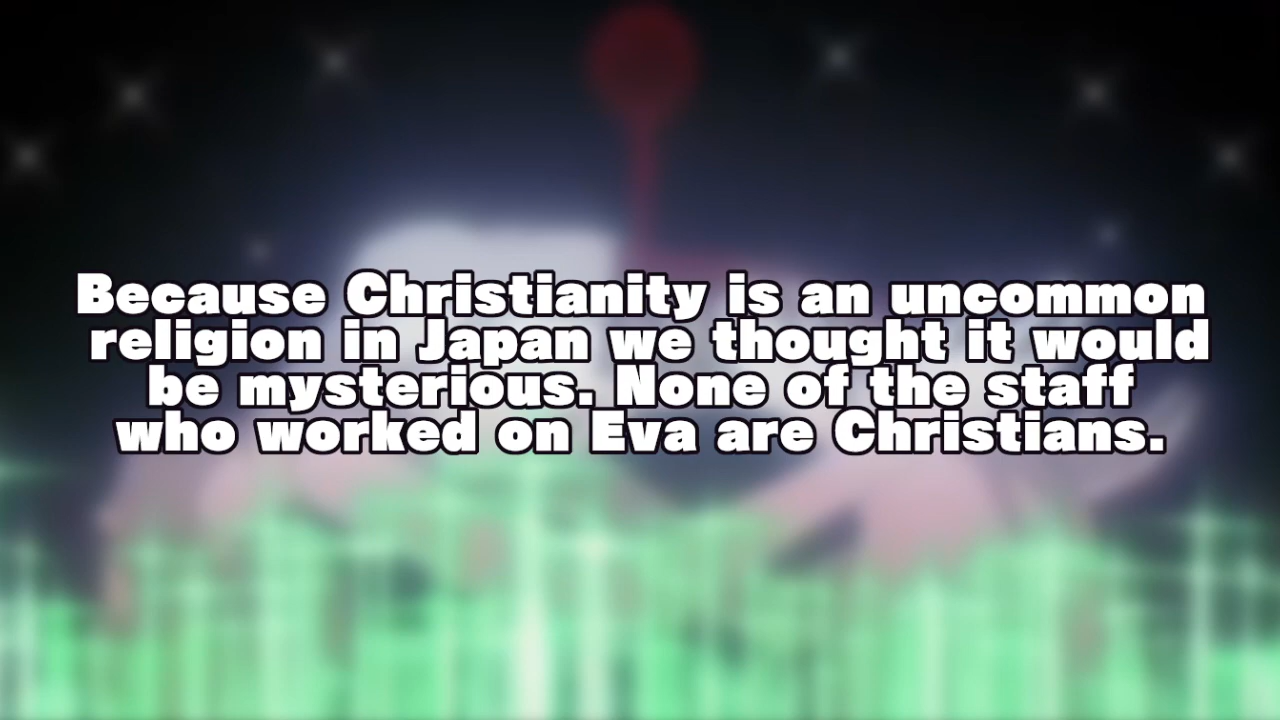 Because Christianity is an uncommon
religion in Japan we thought it would
be mysterious. None of the staff
who worked on Eva are Christians.